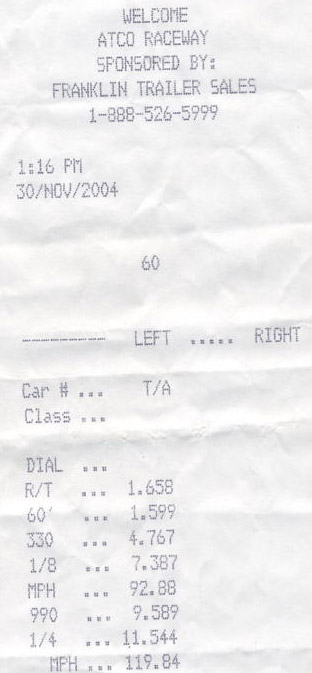 WELCOME
ATCO RACEWAY
SPONSORED BY:
FRANKLIN TRAILER SALES
1-888-526-5999
1:16 PM
30/NOV/2004
60
----------- LEFT ..... RIGHT
Car # ... T/A
Class ...
DIAL ...
R/T ... 1.658
60' ... 1.599
330 ... 4.767
1/8 ... 7.387
MPH ... 92.88
990 ... 9.589
1/4 ... 11.544
MPH ... 119.84